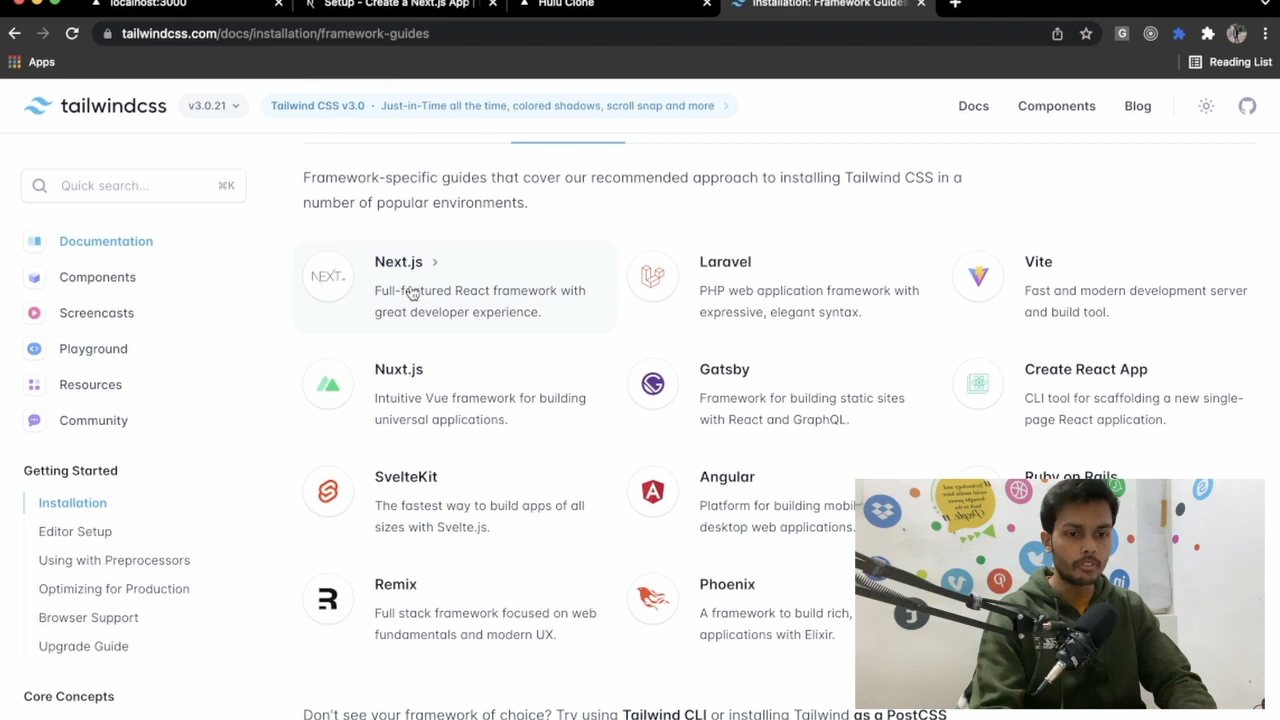 localhost:3000
Setup - Create a Next.js App |
Hulu Clone
Installation: Framework Guides
tailwindcss.com/docs/installation/framework-guides
G
Apps
Reading List
tailwindcss
v3.0.21
Tailwind CSS v3.0 · Just-in-Time all the time, colored shadows, scroll snap and more
Docs
Components
Blog
Quick search...
⌘K
Documentation
Components
Screencasts
Playground
Resources
Community
Getting Started
Installation
Editor Setup
Using with Preprocessors
Optimizing for Production
Browser Support
Upgrade Guide
Core Concepts
Framework-specific guides that cover our recommended approach to installing Tailwind CSS in a
number of popular environments.
NEXT.
Next.js
Full-featured React framework with
great developer experience.
Laravel
PHP web application framework with
expressive, elegant syntax.
Vite
Fast and modern development server
and build tool.
Nuxt.js
Intuitive Vue framework for building
universal applications.
Gatsby
Framework for building static sites
with React and GraphQL.
Create React App
CLI tool for scaffolding a new single-
page React application.
SvelteKit
The fastest way to build apps of all
sizes with Svelte.js.
Angular
Platform for building mobil
desktop web applications.
Ruby on Rails
Remix
Full stack framework focused on web
fundamentals and modern UX.
Phoenix
A framework to build rich,
applications with Elixir.
Don't see your framework of choice? Try using Tailwind CLI or installing Tailwind as a PostCSS